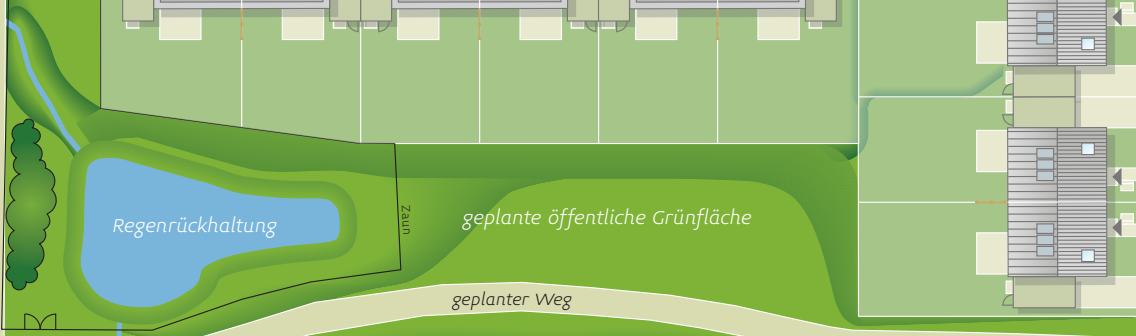 Regenrückhaltung
Zaun
geplante öffentliche Grünfläche
geplanter Weg